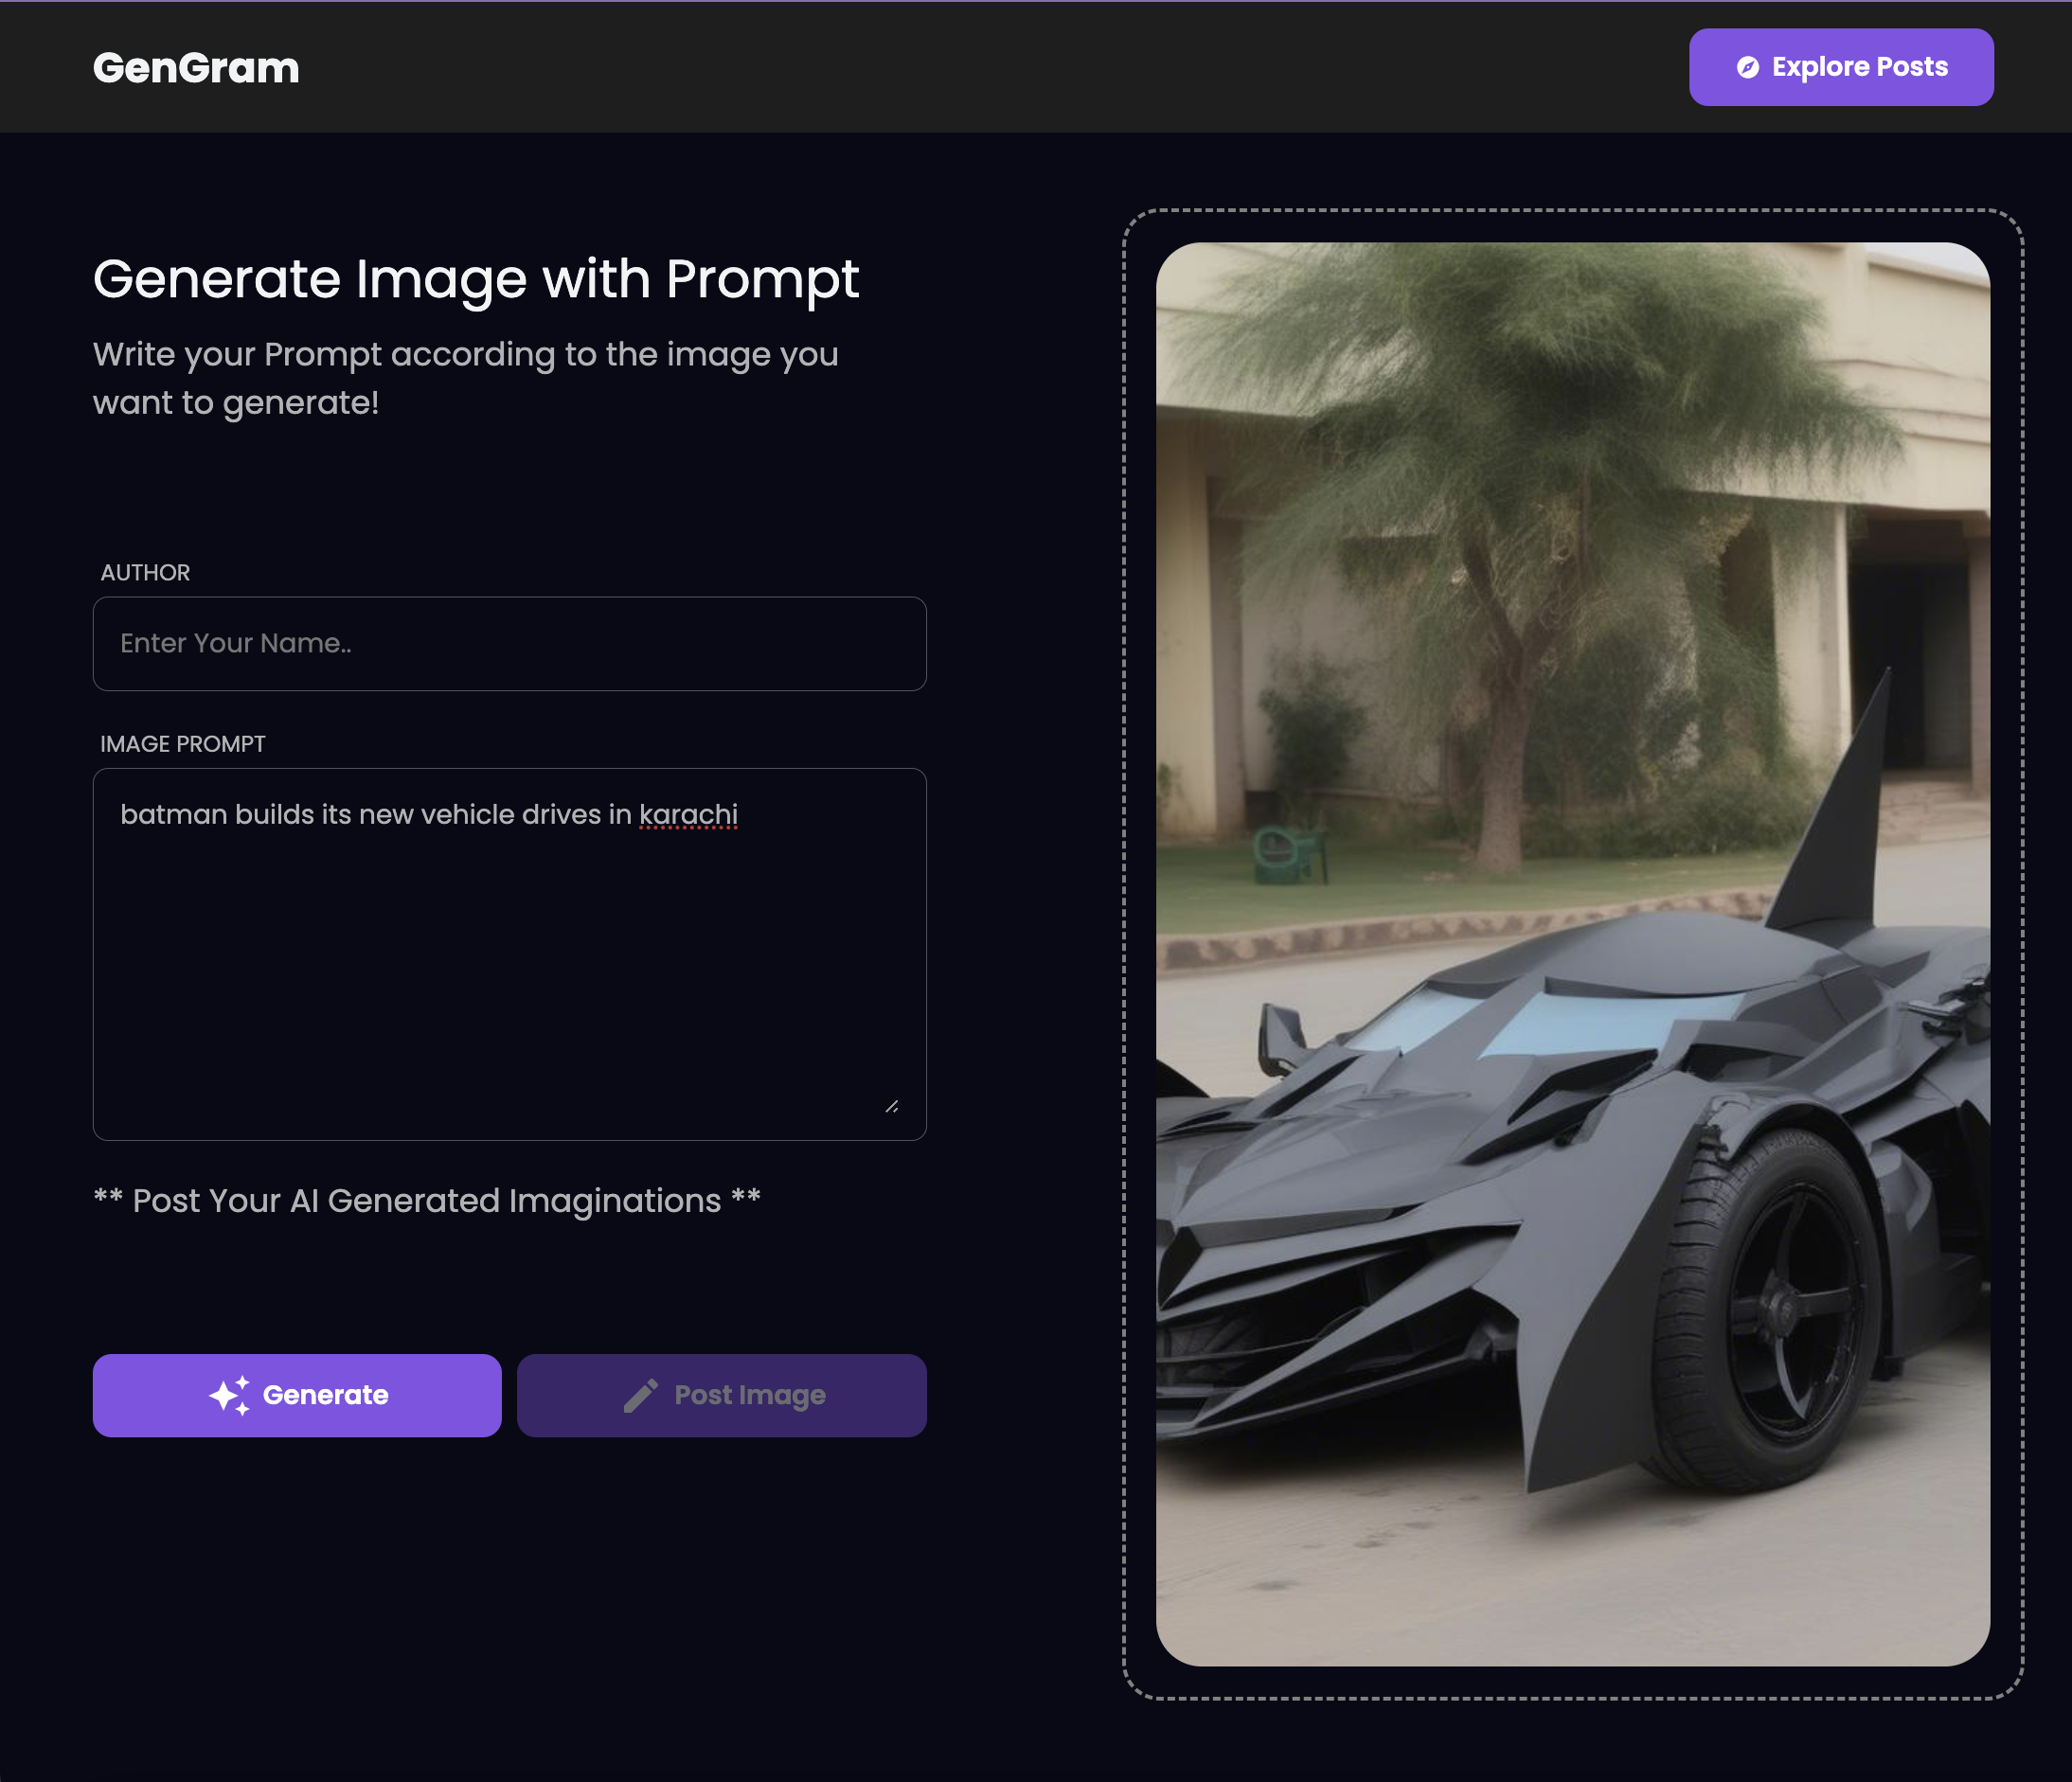 GenGram
Explore Posts
Generate Image with Prompt
Write your Prompt according to the image you
want to generate!
AUTHOR
Enter Your Name..
IMAGE PROMPT
batman builds its new vehicle drives in karachi
** Post Your AI Generated Imaginations **
Generate
Post Image